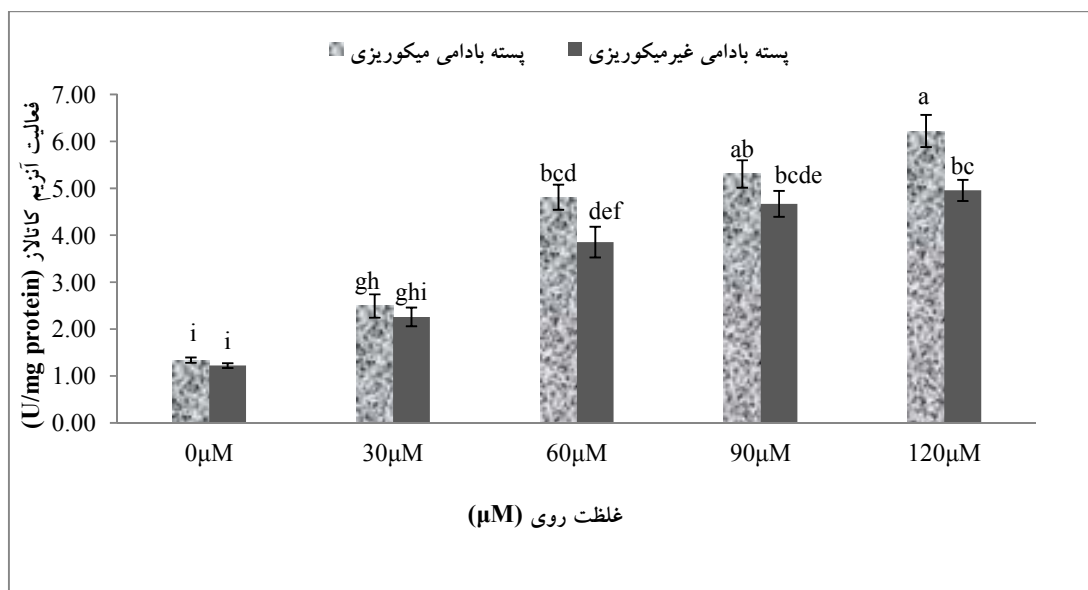 پسته بادامی میکوریزی پسته بادامی غیرمیکوریزی
فعالیت آنزیم کاتالاز (U/mg protein)
7.00
6.00
5.00
4.00
3.00
2.00
1.00
0.00
i i gh ghi bcd def ab bcde a bc
0µM 30µM 60µM 90µM 120µM
غلظت روی (µM)